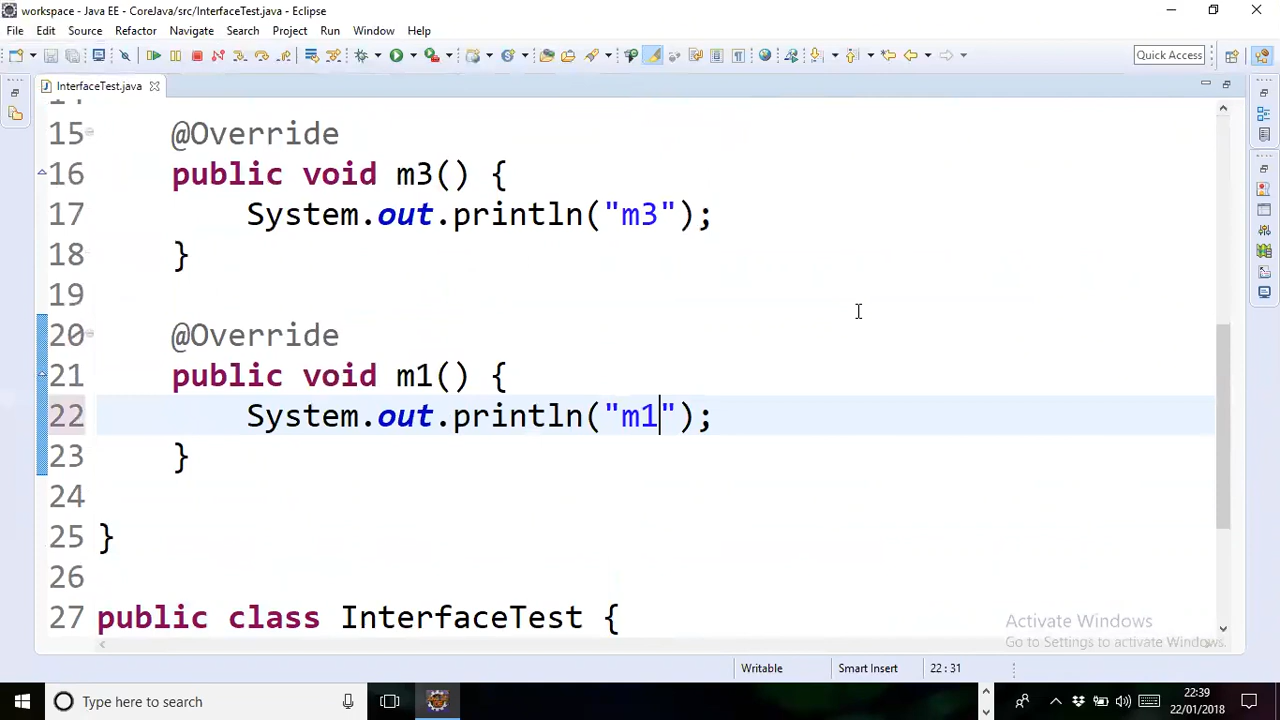 workspace - Java EE - CoreJava/src/InterfaceTest.java - Eclipse
File Edit Source Refactor Navigate Search Project Run Window Help
Quick Access
InterfaceTest.java
15 @Override
16 public void m3() {
17 System.out.println("m3");
18 }
19
20 @Override
21 public void m1() {
22 System.out.println("m1");
23 }
24
25 }
26
27 public class InterfaceTest {
Activate Windows
Go to Settings to activate Windows.
Writable Smart Insert 22 : 31
Type here to search
22:39
22/01/2018